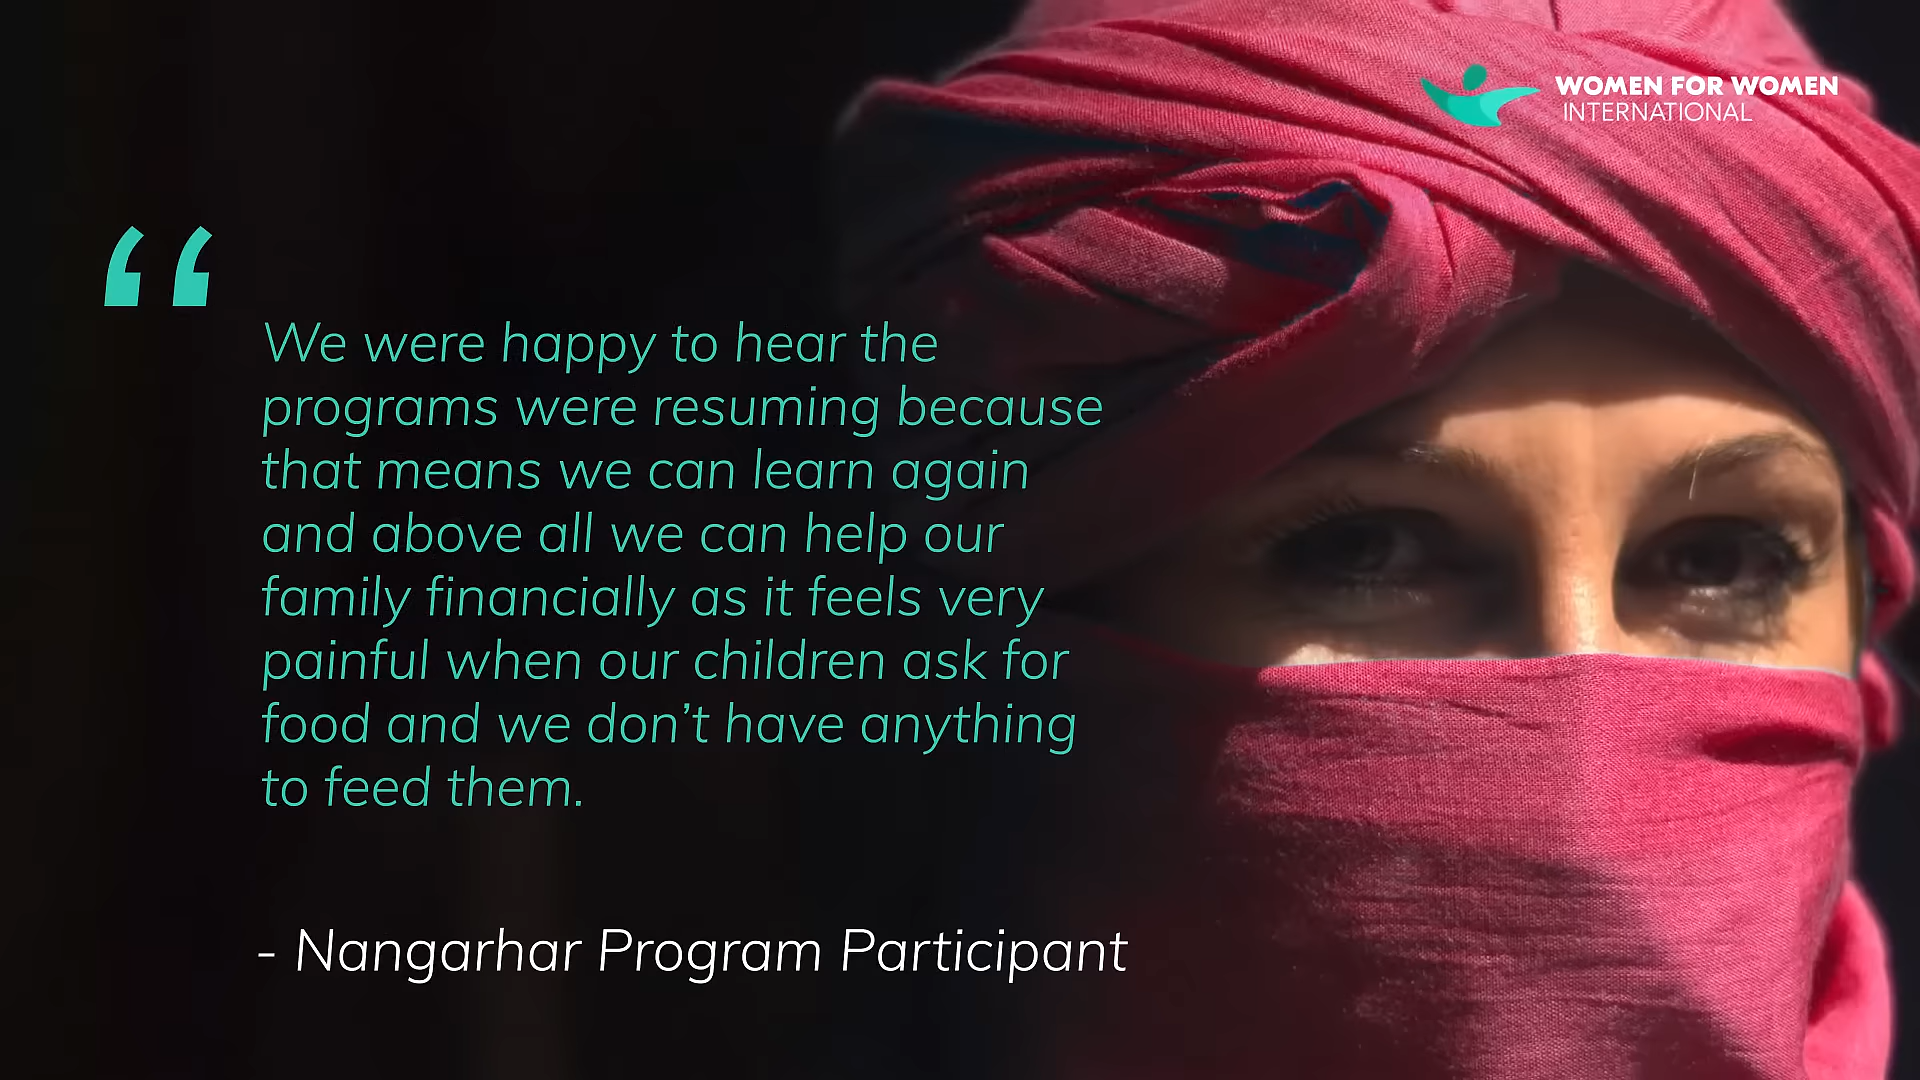 WOMEN FOR WOMEN
INTERNATIONAL
“
We were happy to hear the
programs were resuming because
that means we can learn again
and above all we can help our
family financially as it feels very
painful when our children ask for
food and we don’t have anything
to feed them.
- Nangarhar Program Participant